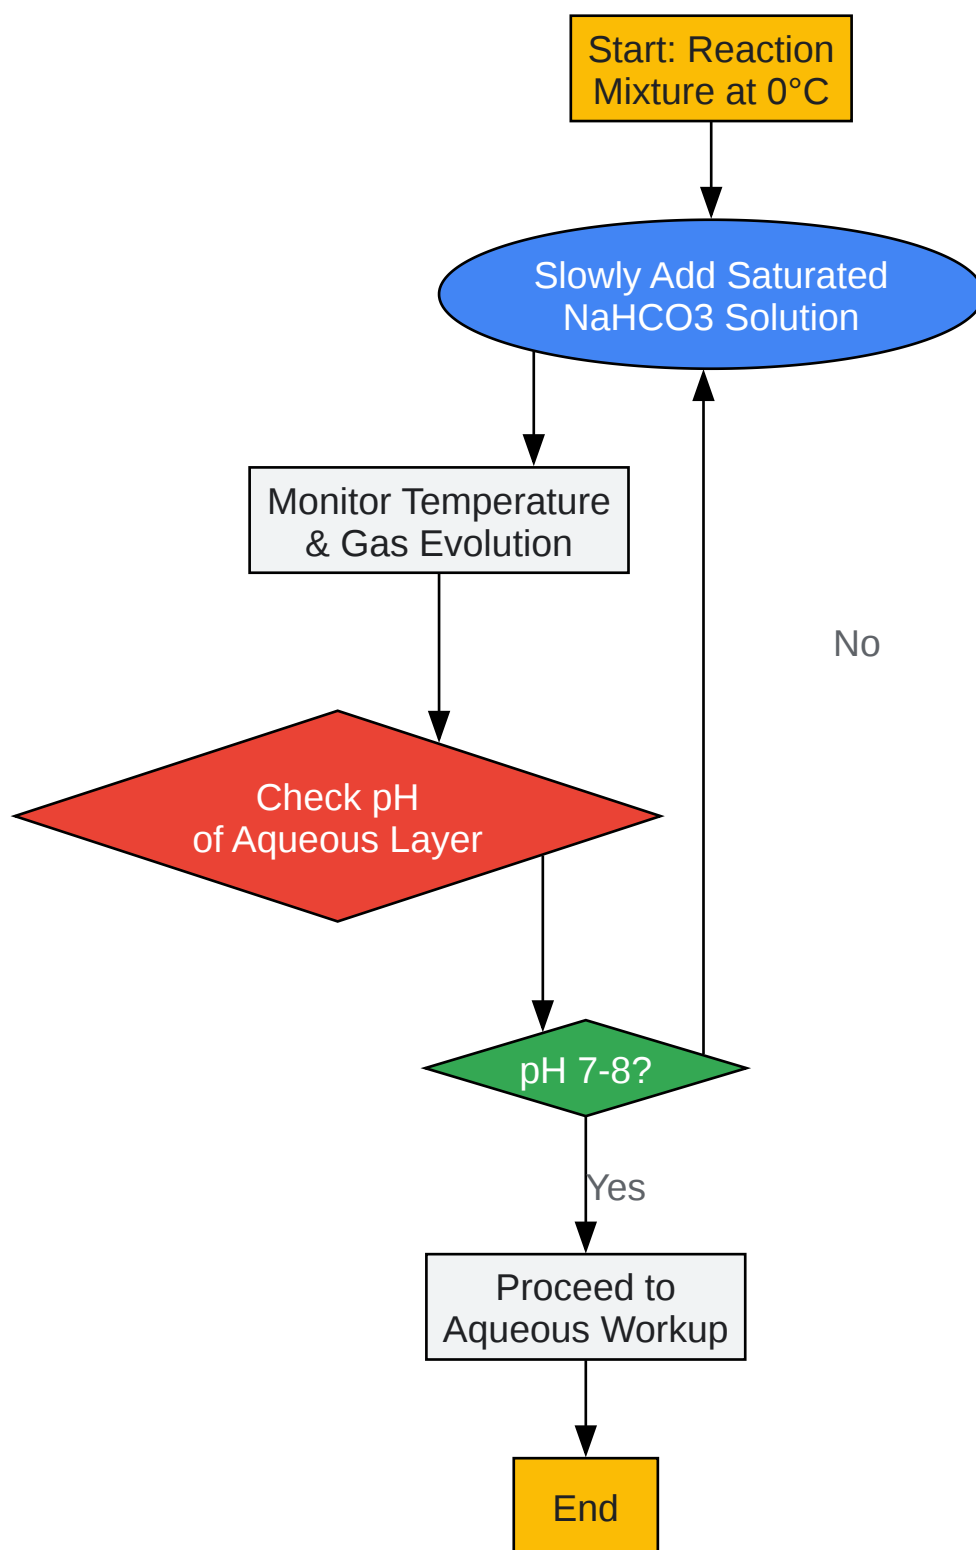 Start: Reaction
Mixture at 0°C
Slowly Add Saturated
NaHCO3 Solution
Monitor Temperature
& Gas Evolution
No
Check pH
of Aqueous Layer
pH 7-8?
Yes
Proceed to
Aqueous Workup
End